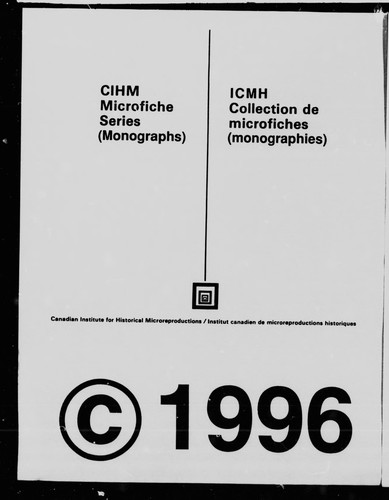 CIHM
Microfiche
Series
(Monographs)
ICMH
Collection de
microfiches
(monographies)
Canadian Institute for Historical Microreproductions / Institut canadien de microreproductions historiques
© 1996